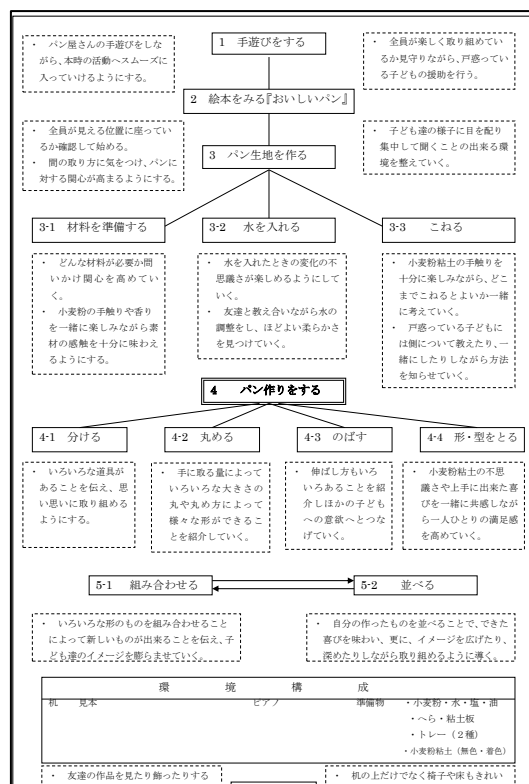 1 手遊びをする
・ パン屋さんの手遊びをしな
がら、本時の活動へスムーズに
入っていけるようにする。
・ 全員が楽しく取り組めてい
るか見守りながら、戸惑ってい
る子どもの援助を行う。
2 絵本をみる『おいしいパン』
・ 全員が見える位置に座ってい
るか確認して始める。
・ 間の取り方に気をつけ、パンに
対する関心が高まるようにする。
・ 子ども達の様子に目を配り
集中して聞くことの出来る環
境を整えていく。
3 パン生地を作る
3-1 材料を準備する
3-2 水を入れる
3-3 こねる
・ どんな材料が必要か問
いかけ関心を高めてい
く。
・ 小麦粉の手触りや香り
を一緒に楽しみながら素
材の感触を十分に味わえ
るようにする。
・ 水を入れたときの変化の不
思議さが楽しめるようにして
いく。
・ 友達と教え合いながら水の
調整をし、ほどよい柔らかさ
を見つけていく。
・ 小麦粉粘土の手触りを
十分に楽しみながら、どこ
までこねるとよいか一緒
に考えていく。
・ 戸惑っている子どもに
は側について教えたり、一
緒にしたりしながら方法
を知らせていく。
4 パン作りをする
4-1 分ける
4-2 丸める
4-3 のばす
4-4 形・型をとる
・ いろいろな道具が
あることを伝え、思
い思いに取り組める
ようにする。
・ 手に取る量によって
いろいろな大きさの
丸や丸め方によって
様々な形ができるこ
とを紹介していく。
・ 伸ばし方もいろ
いろあることを紹
介しほかの子ども
への意欲へとつな
げていく。
・ 小麦粉粘土の不思
議さや上手に出来た喜
びを一緒に共感しなが
ら一人ひとりの満足感
を高めていく。
5-1 組み合わせる
5-2 並べる
・ いろいろな形のものを組み合わせること
によって新しいものが出来ることを伝え、子
ども達のイメージを膨らませていく。
・ 自分の作ったものを並べることで、できた
喜びを味わい、更に、イメージを広げたり、
深めたりしながら取り組めるように導く。
環 境 構 成
机 見本 ピアノ 準備物 ・小麦粉・水・塩・油
・へら・粘土板
・トレー（2種）
・小麦粉粘土（無色・着色）
・ 友達の作品を見たり飾ったりする
・ 机の上だけでなく椅子や床もきれい